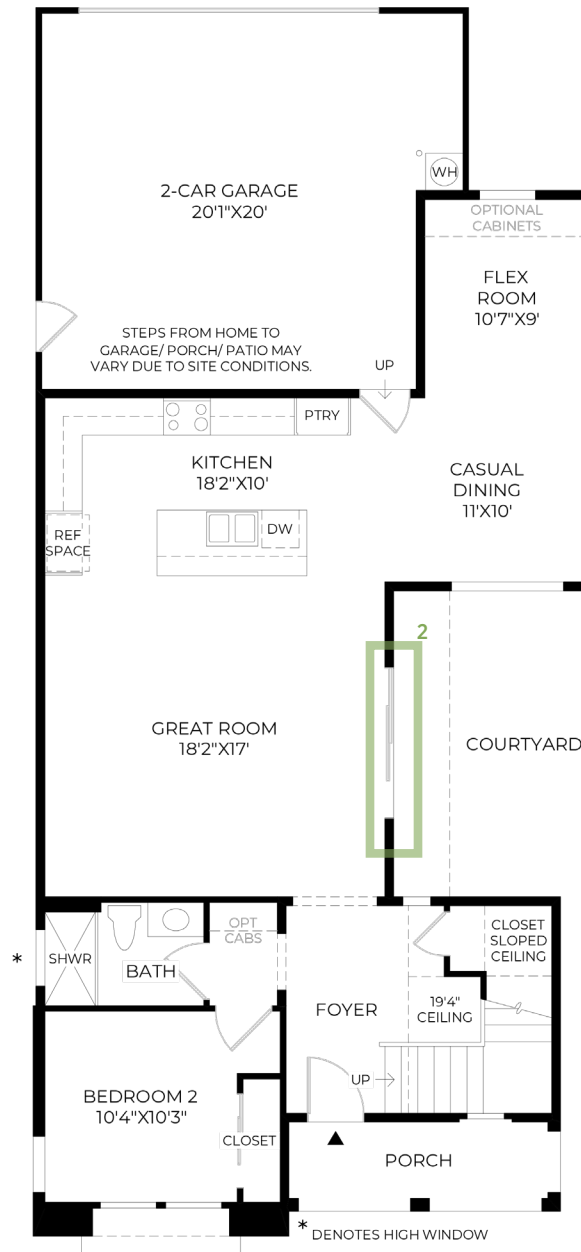 WH
2-CAR GARAGE
20'1"X20'
OPTIONAL
CABINETS
FLEX
ROOM
10'7"X9'
STEPS FROM HOME TO
GARAGE/ PORCH/ PATIO MAY
VARY DUE TO SITE CONDITIONS.
UP
PTRY
KITCHEN
18'2"X10'
CASUAL
DINING
11'X10'
REF
SPACE
DW
2
GREAT ROOM
18'2"X17'
COURTYARD
OPT
CABS
CLOSET
SLOPED
CEILING
*
SHWR
BATH
FOYER
19'4"
CEILING
UP
BEDROOM 2
10'4"X10'3"
CLOSET
PORCH
* DENOTES HIGH WINDOW